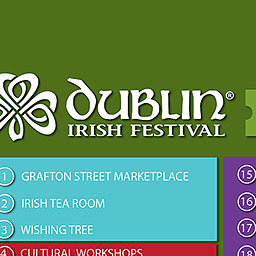 DUBLIN®
IRISH FESTIVAL
1 GRAFTON STREET MARKETPLACE
2 IRISH TEA ROOM
3 WISHING TREE
4 CULTURAL WORKSHOPS
15
16
17
18